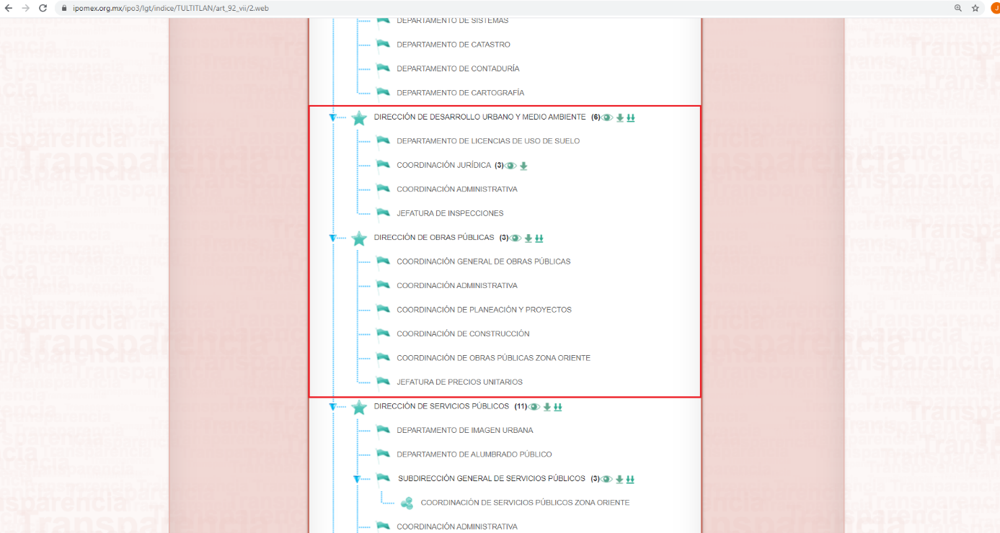 ipomex.org.mx/ipo3/lgt/indice/TULTITLAN/art_92_vii/2.web
J
DEPARTAMENTO DE SISTEMAS
DEPARTAMENTO DE CATASTRO
DEPARTAMENTO DE CONTADURÍA
DEPARTAMENTO DE CARTOGRAFÍA
DIRECCIÓN DE DESARROLLO URBANO Y MEDIO AMBIENTE (6)
DEPARTAMENTO DE LICENCIAS DE USO DE SUELO
COORDINACIÓN JURÍDICA (3)
COORDINACIÓN ADMINISTRATIVA
JEFATURA DE INSPECCIONES
DIRECCIÓN DE OBRAS PÚBLICAS (3)
COORDINACIÓN GENERAL DE OBRAS PÚBLICAS
COORDINACIÓN ADMINISTRATIVA
COORDINACIÓN DE PLANEACIÓN Y PROYECTOS
COORDINACIÓN DE CONSTRUCCIÓN
COORDINACIÓN DE OBRAS PÚBLICAS ZONA ORIENTE
JEFATURA DE PRECIOS UNITARIOS
DIRECCIÓN DE SERVICIOS PÚBLICOS (11)
DEPARTAMENTO DE IMAGEN URBANA
DEPARTAMENTO DE ALUMBRADO PÚBLICO
SUBDIRECCIÓN GENERAL DE SERVICIOS PÚBLICOS (3)
COORDINACIÓN DE SERVICIOS PÚBLICOS ZONA ORIENTE
COORDINACIÓN ADMINISTRATIVA